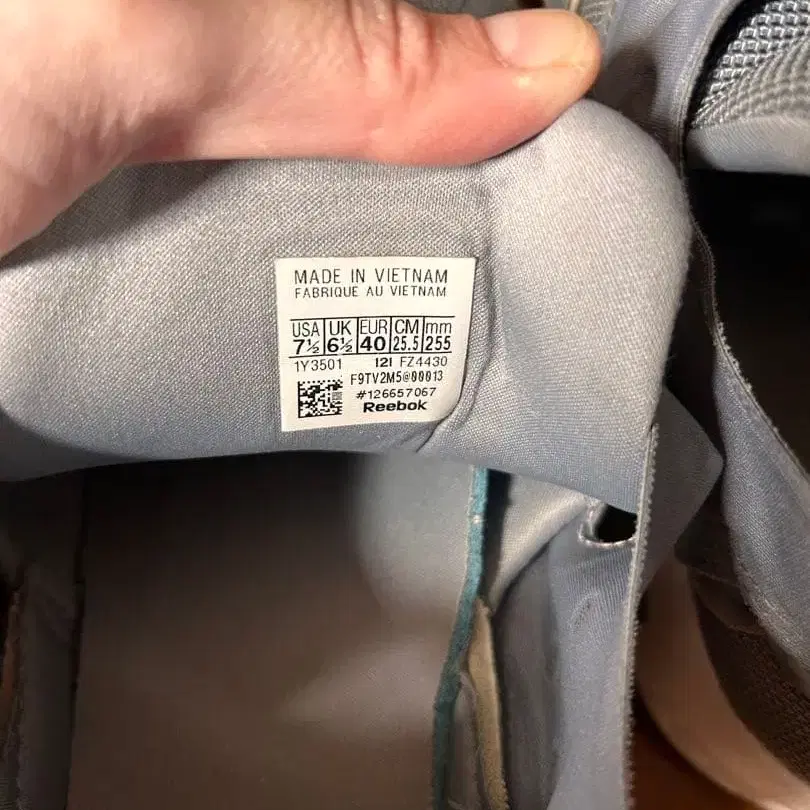 MADE IN VIETNAM
FABRIQUE AU VIETNAM
USA UK EUR CM mm
7½ 6½ 40 25.5 255
1Y3501 12I FZ4430
F9TV2M5@00013
#126657067
Reebok